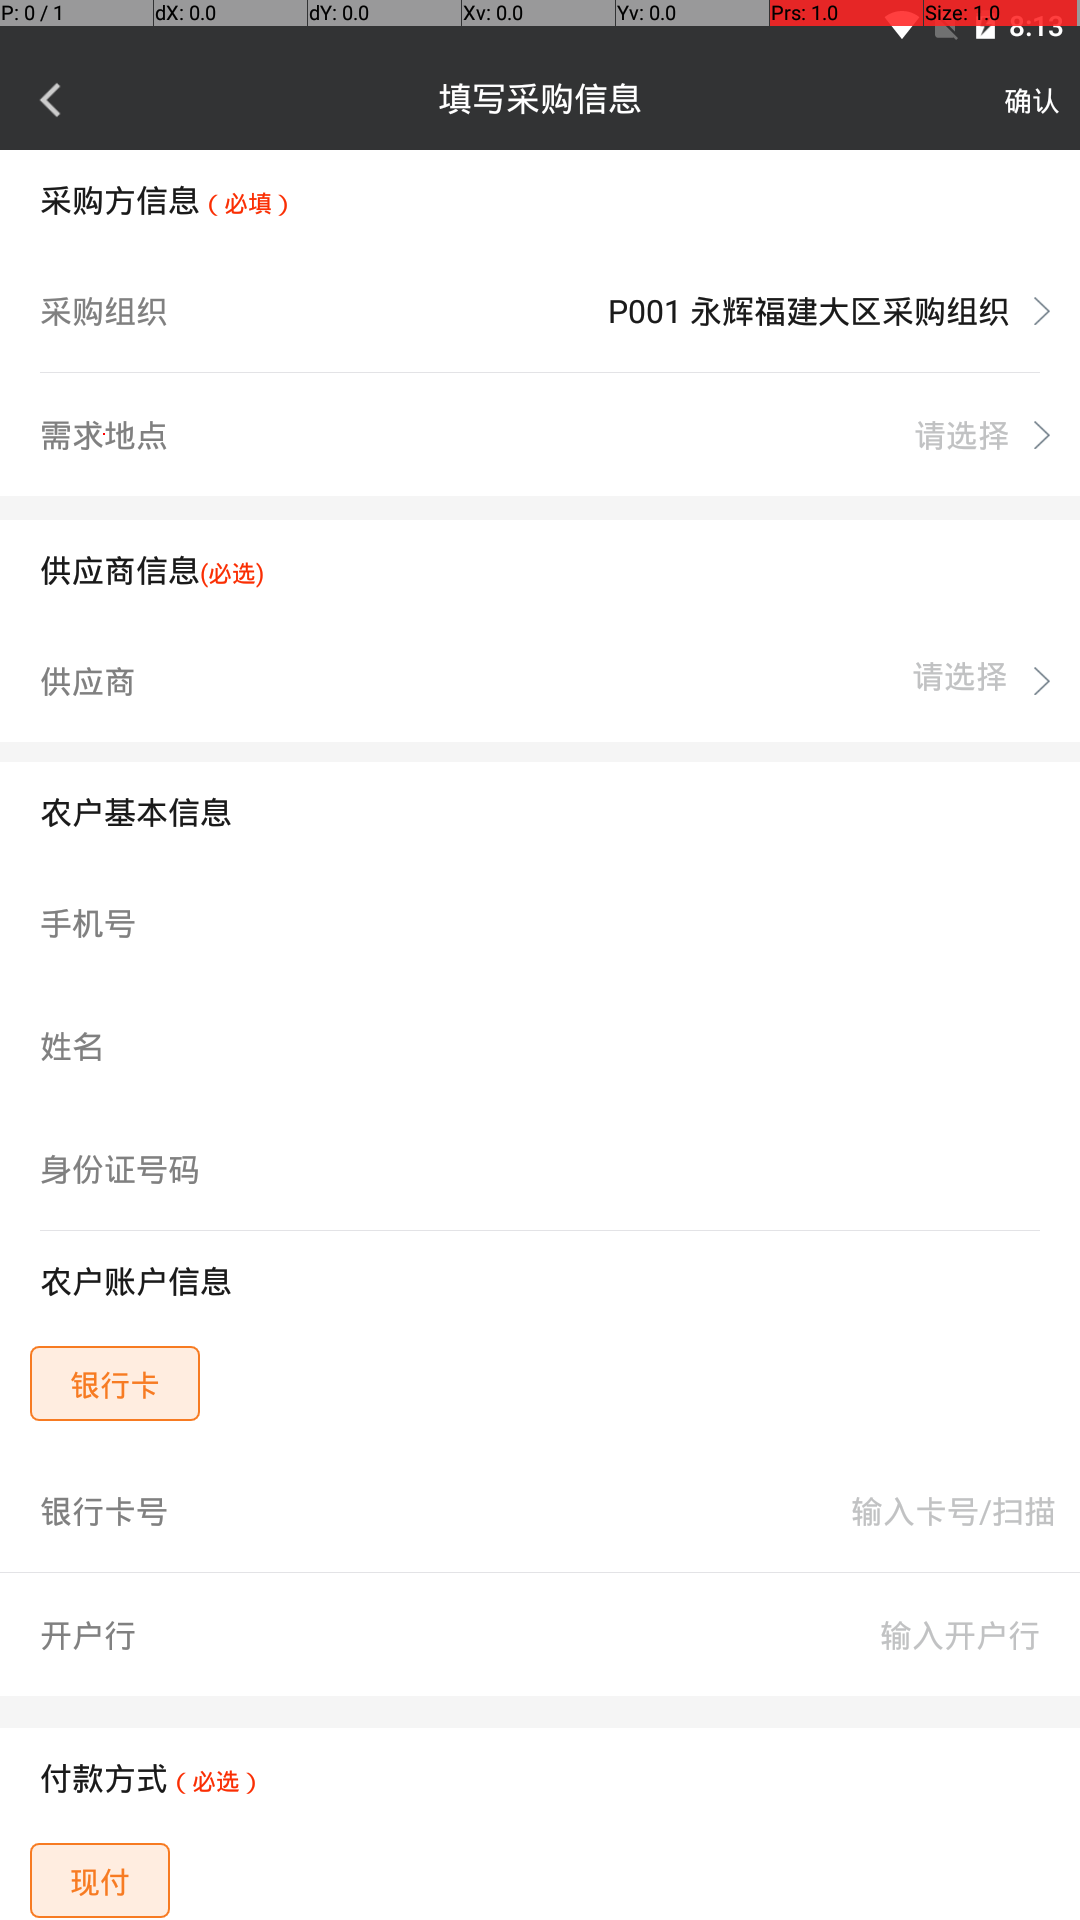 P: 0 / 1 dX: 0.0 dY: 0.0 Xv: 0.0 Yv: 0.0 Prs: 1.0 Size: 1.0
8:13
填写采购信息 确认
采购方信息（必填）
采购组织 P001 永辉福建大区采购组织
需求地点 请选择
供应商信息(必选)
供应商 请选择
农户基本信息
手机号
姓名
身份证号码
农户账户信息
银行卡
银行卡号 输入卡号/扫描
开户行 输入开户行
付款方式（必选）
现付